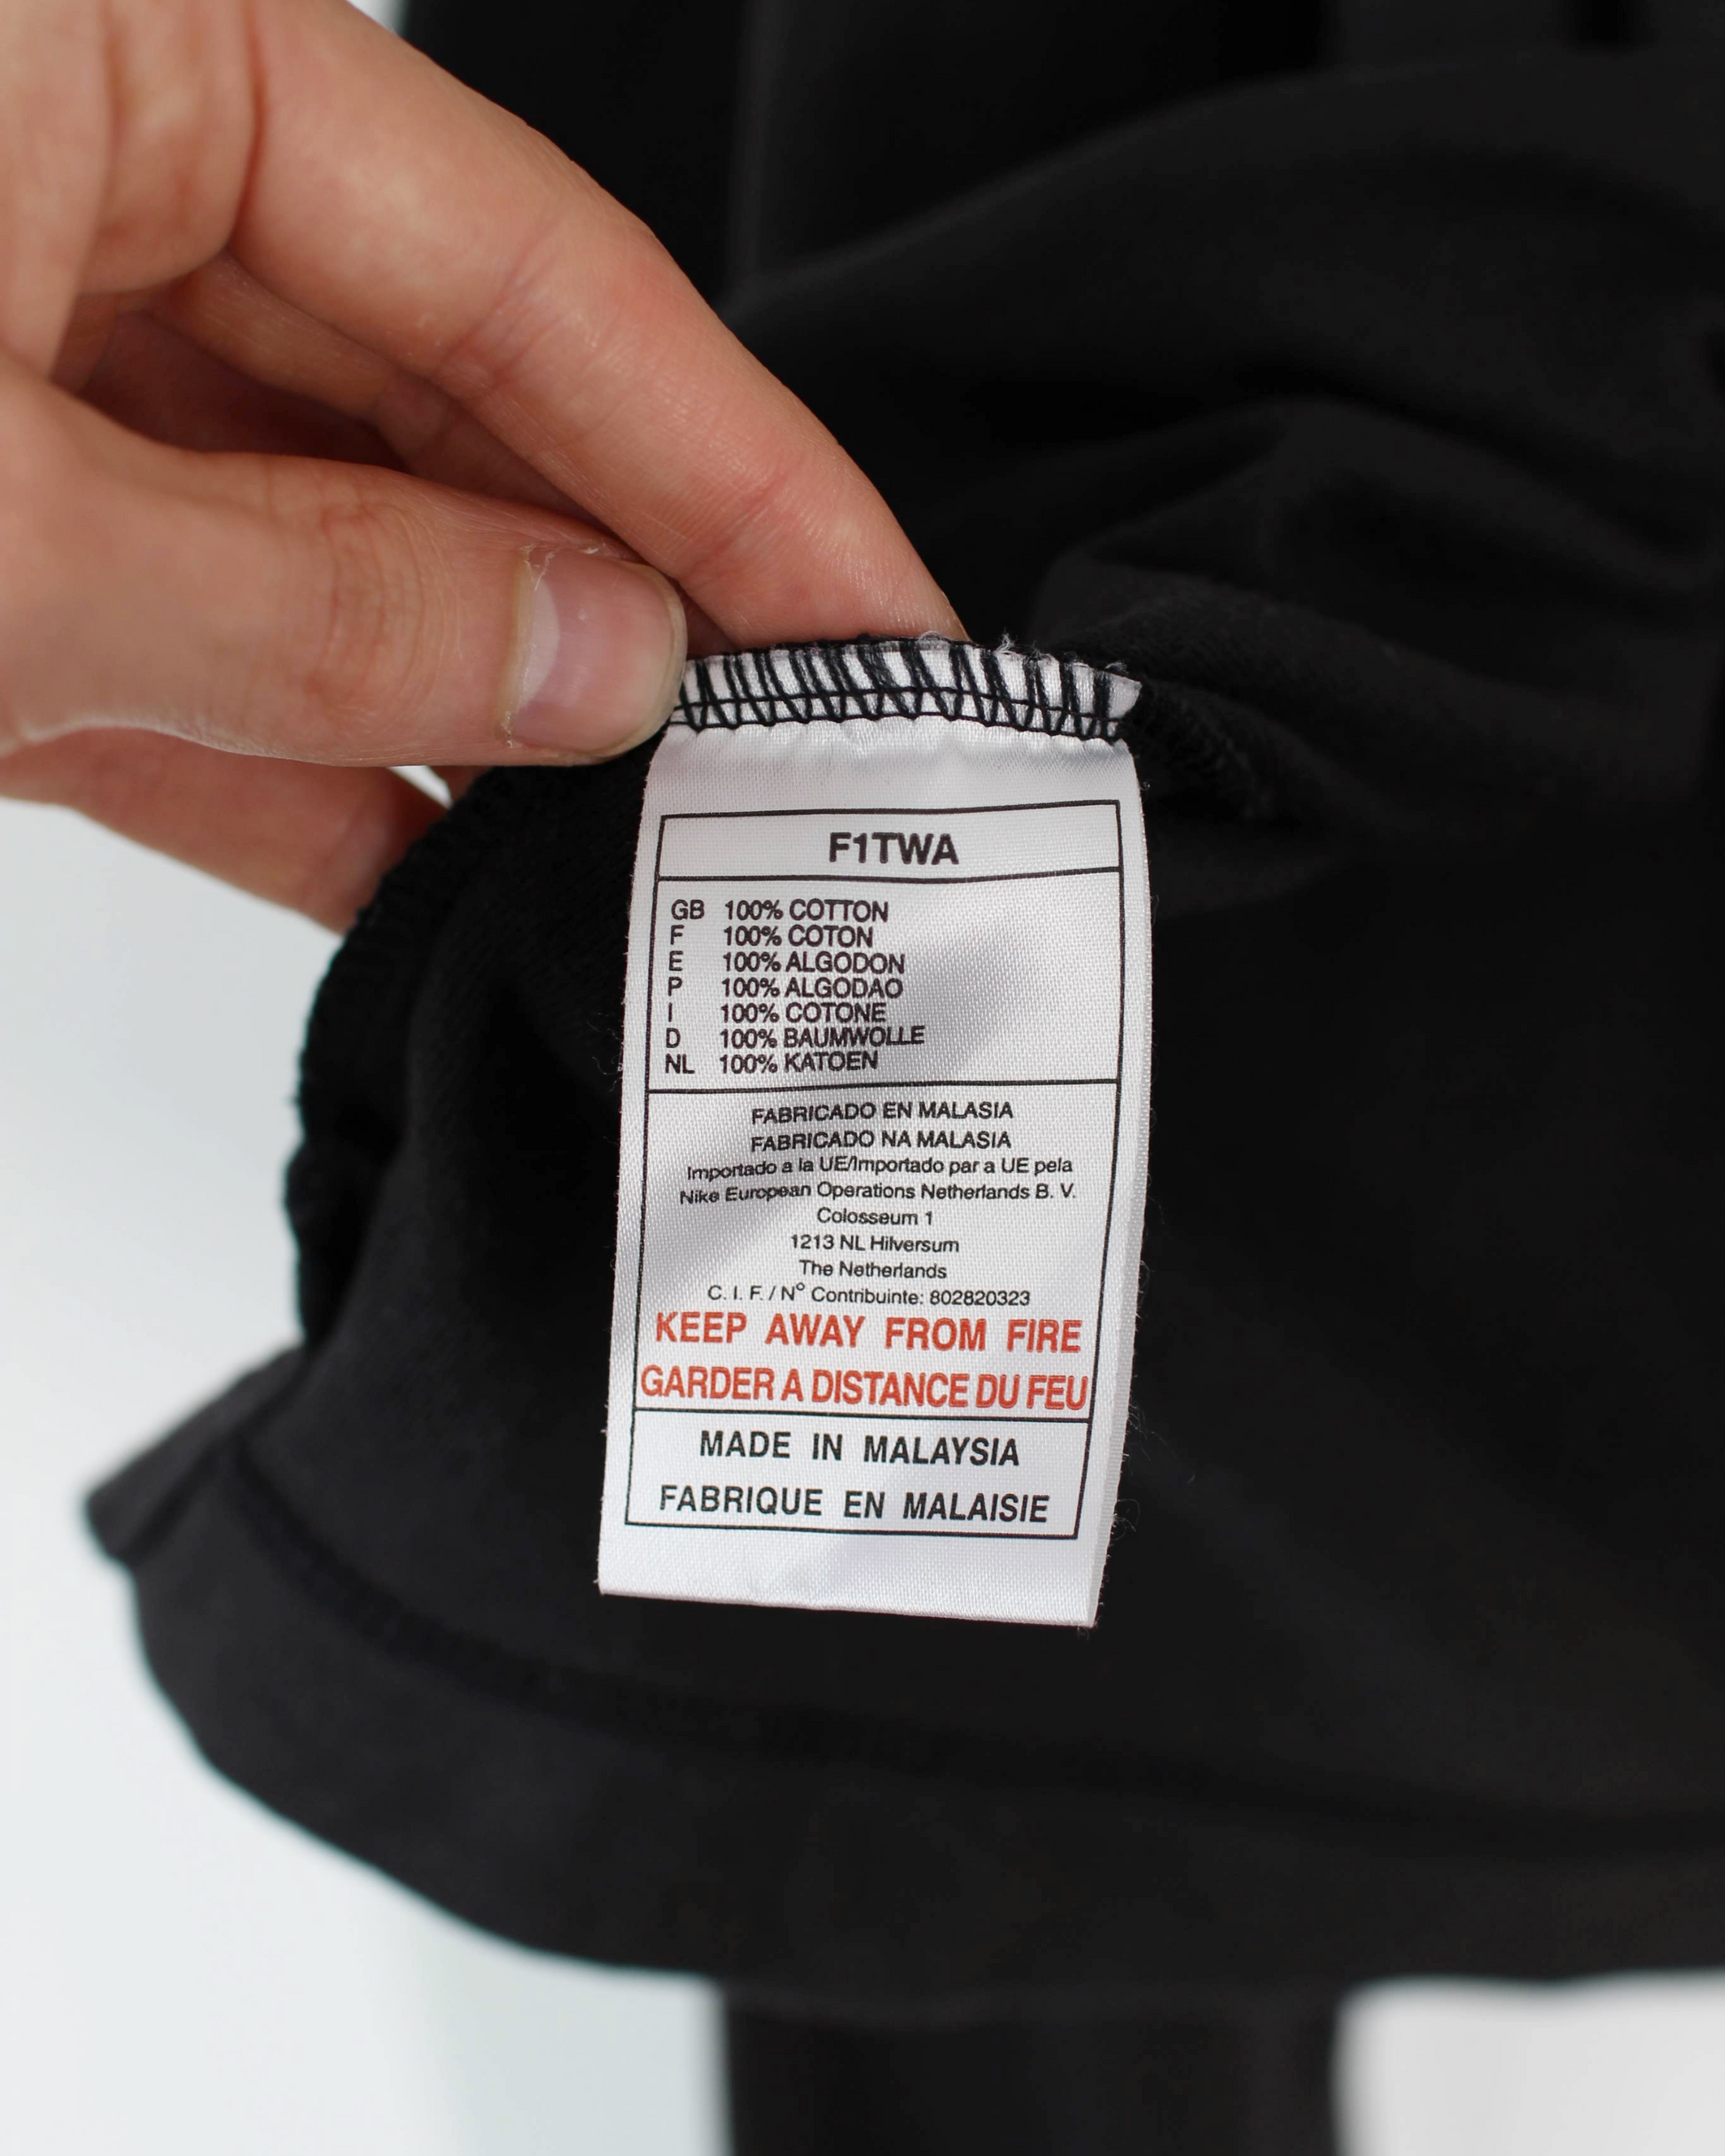 F1TWA
GB 100% COTTON
F 100% COTON
E 100% ALGODON
P 100% ALGODAO
I 100% COTONE
D 100% BAUMWOLLE
NL 100% KATOEN
FABRICADO EN MALASIA
FABRICADO NA MALASIA
Importado a la UE/Importado par a UE pela
Nike European Operations Netherlands B. V.
Colosseum 1
1213 NL Hilversum
The Netherlands
C. I. F. / N° Contribuinte: 802820323
KEEP AWAY FROM FIRE
GARDER A DISTANCE DU FEU
MADE IN MALAYSIA
FABRIQUE EN MALAISIE